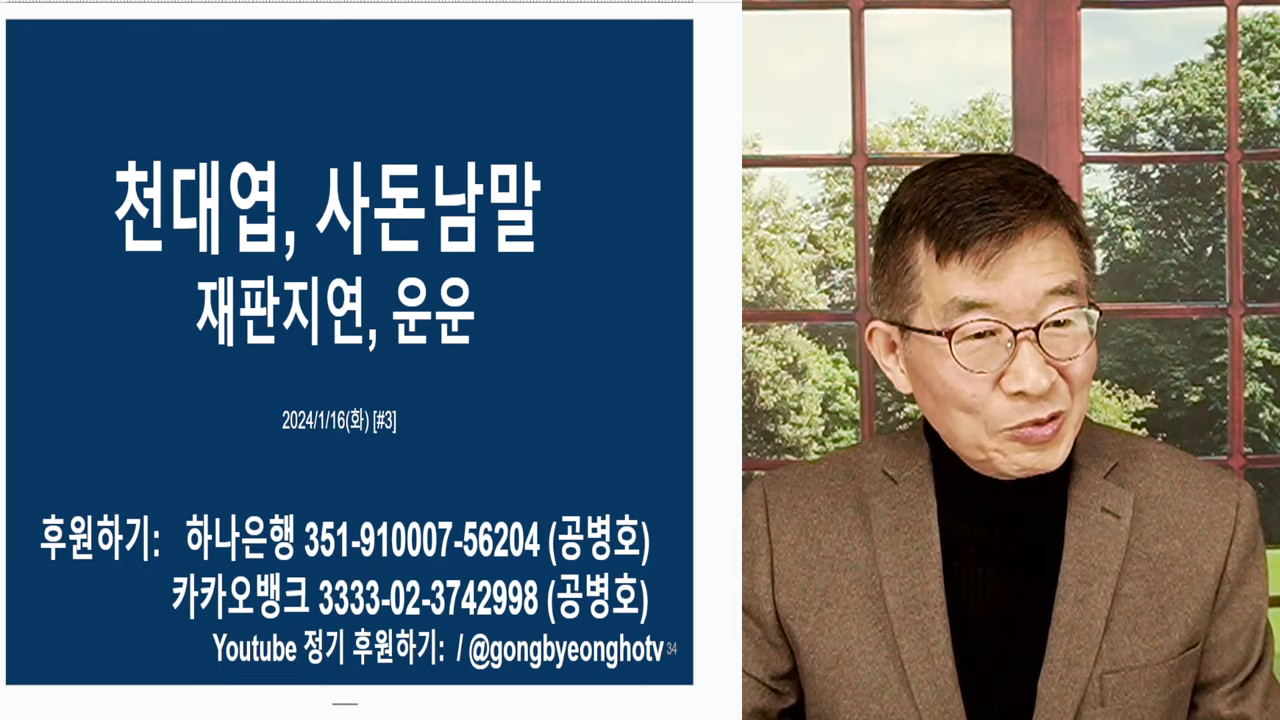 천대엽, 사돈남말
재판지연, 운운
2024/1/16(화) [#3]
후원하기: 하나은행 351-910007-56204 (공병호)
카카오뱅크 3333-02-3742998 (공병호)
Youtube 정기 후원하기: / @gongbyeonghotv
34